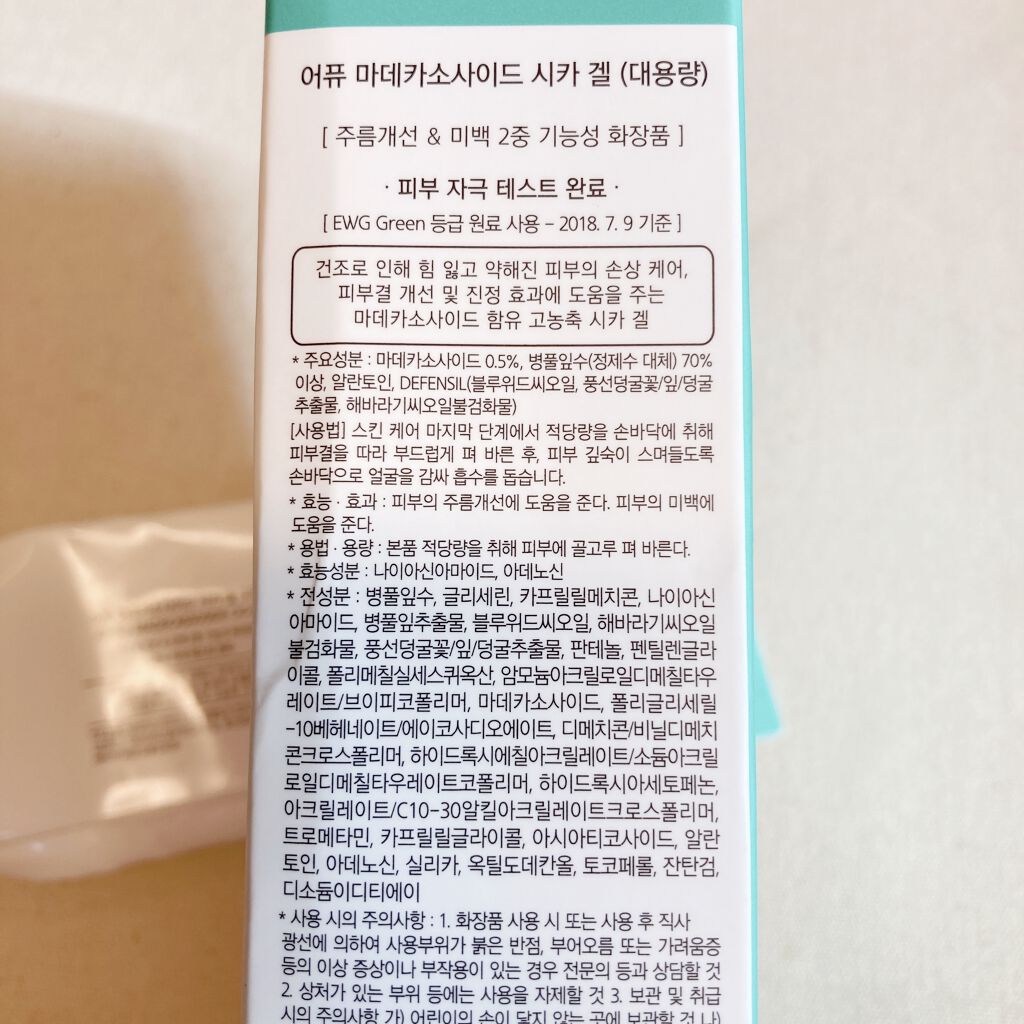 어퓨 마데카소사이드 시카 겔 (대용량)
[ 주름개선 & 미백 2중 기능성 화장품 ]
· 피부 자극 테스트 완료 ·
[ EWG Green 등급 원료 사용 – 2018. 7. 9 기준 ]
건조로 인해 힘 잃고 약해진 피부의 손상 케어,
피부결 개선 및 진정 효과에 도움을 주는
마데카소사이드 함유 고농축 시카 겔
* 주요성분 : 마데카소사이드 0.5%, 병풀잎수(정제수 대체) 70%
이상, 알란토인, DEFENSIL(블루위드씨오일, 풍선덩굴꽃/잎/덩굴
추출물, 해바라기씨오일불검화물)
[사용법] 스킨 케어 마지막 단계에서 적당량을 손바닥에 취해
피부결을 따라 부드럽게 펴 바른 후, 피부 깊숙이 스며들도록
손바닥으로 얼굴을 감싸 흡수를 돕습니다.
* 효능 · 효과 : 피부의 주름개선에 도움을 준다. 피부의 미백에
도움을 준다.
* 용법 · 용량 : 본품 적당량을 취해 피부에 골고루 펴 바른다.
* 효능성분 : 나이아신아마이드, 아데노신
* 전성분 : 병풀잎수, 글리세린, 카프릴릴메치콘, 나이아신
아마이드, 병풀잎추출물, 블루위드씨오일, 해바라기씨오일
불검화물, 풍선덩굴꽃/잎/덩굴추출물, 판테놀, 펜틸렌글라
이콜, 폴리메칠실세스퀴옥산, 암모늄아크릴로일디메칠타우
레이트/브이피코폴리머, 마데카소사이드, 폴리글리세릴
-10베헤네이트/에이코사디오에이트, 디메치콘/비닐디메치
콘크로스폴리머, 하이드록시에칠아크릴레이트/소듐아크릴
로일디메칠타우레이트코폴리머, 하이드록시아세토페논,
아크릴레이트/C10-30알킬아크릴레이트크로스폴리머,
트로메타민, 카프릴릴글라이콜, 아시아티코사이드, 알란
토인, 아데노신, 실리카, 옥틸도데칸올, 토코페롤, 잔탄검,
디소듐이디티에이
* 사용 시의 주의사항 : 1. 화장품 사용 시 또는 사용 후 직사
광선에 의하여 사용부위가 붉은 반점, 부어오름 또는 가려움증
등의 이상 증상이나 부작용이 있는 경우 전문의 등과 상담할 것
2. 상처가 있는 부위 등에는 사용을 자제할 것 3. 보관 및 취급
시의 주의사항 가) 어린이의 손이 닿지 않는 곳에 보관할 것 나)